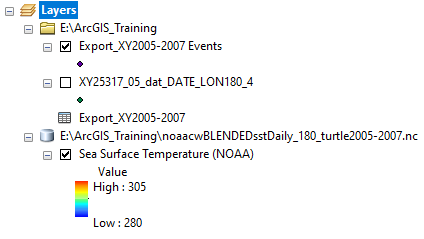 Layers
E:\ArcGIS_Training
Export_XY2005-2007 Events
XY25317_05_dat_DATE_LON180_4
Export_XY2005-2007
E:\ArcGIS_Training\noaacwBLENDEDsstDaily_180_turtle2005-2007.nc
Sea Surface Temperature (NOAA)
Value
High : 305
Low : 280